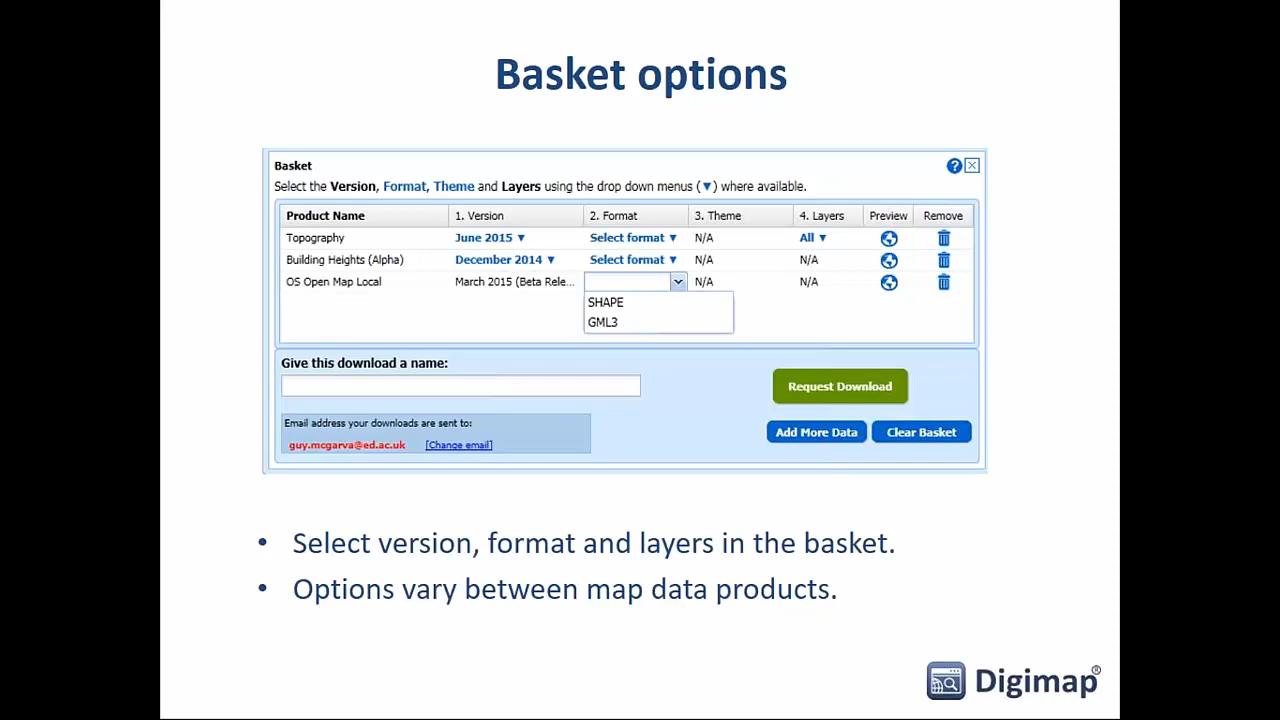 Basket options
Basket
Select the Version, Format, Theme and Layers using the drop down menus (▼) where available.
Product Name 1. Version 2. Format 3. Theme 4. Layers Preview Remove
Topography June 2015 ▼ Select format ▼ N/A All ▼
Building Heights (Alpha) December 2014 ▼ Select format ▼ N/A N/A
OS Open Map Local March 2015 (Beta Rele... N/A N/A
SHAPE
GML3
Give this download a name:
Request Download
Email address your downloads are sent to:
guy.mcgarva@ed.ac.uk [Change email]
Add More Data Clear Basket
• Select version, format and layers in the basket.
• Options vary between map data products.
Digimap®